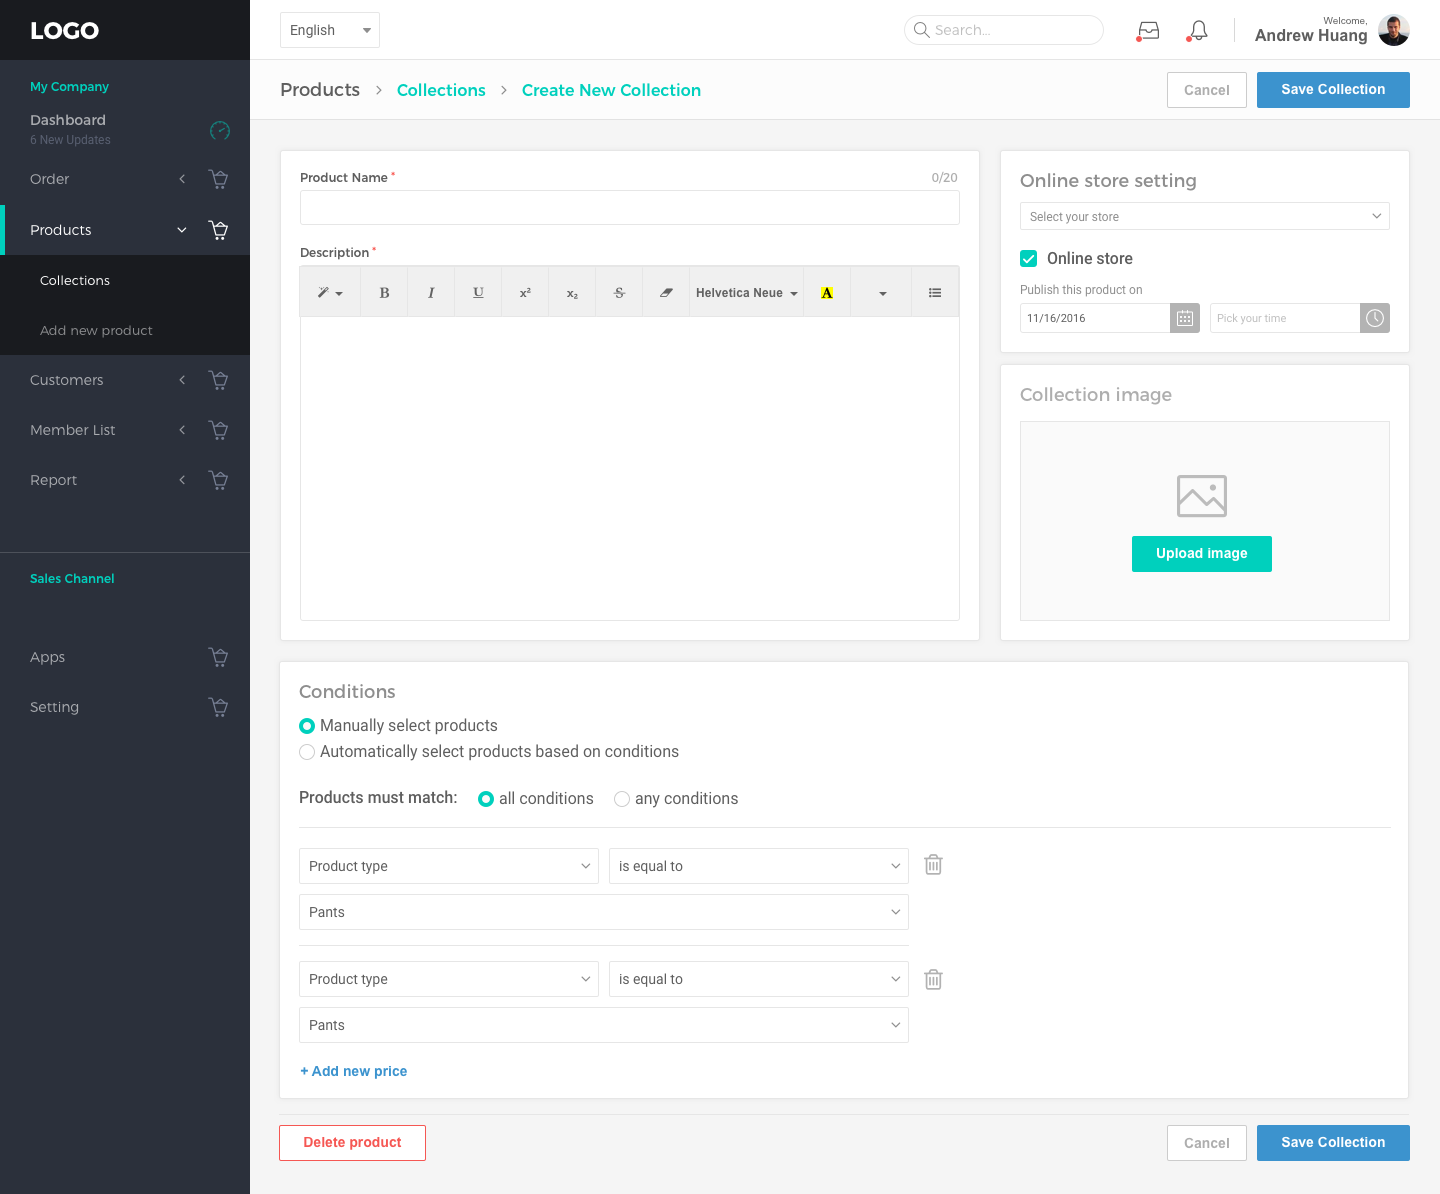 LOGO
English
Search...
Welcome,
Andrew Huang
My Company
Dashboard
6 New Updates
Order
Products
Collections
Add new product
Customers
Member List
Report
Sales Channel
Apps
Setting
Products > Collections > Create New Collection
Cancel
Save Collection
Product Name *
0/20
Description *
B I U x² x₂ S Helvetica Neue A
Online store setting
Select your store
Online store
Publish this product on
11/16/2016
Pick your time
Collection image
Upload image
Conditions
Manually select products
Automatically select products based on conditions
Products must match: all conditions any conditions
Product type is equal to
Pants
Product type is equal to
Pants
+ Add new price
Delete product
Cancel
Save Collection